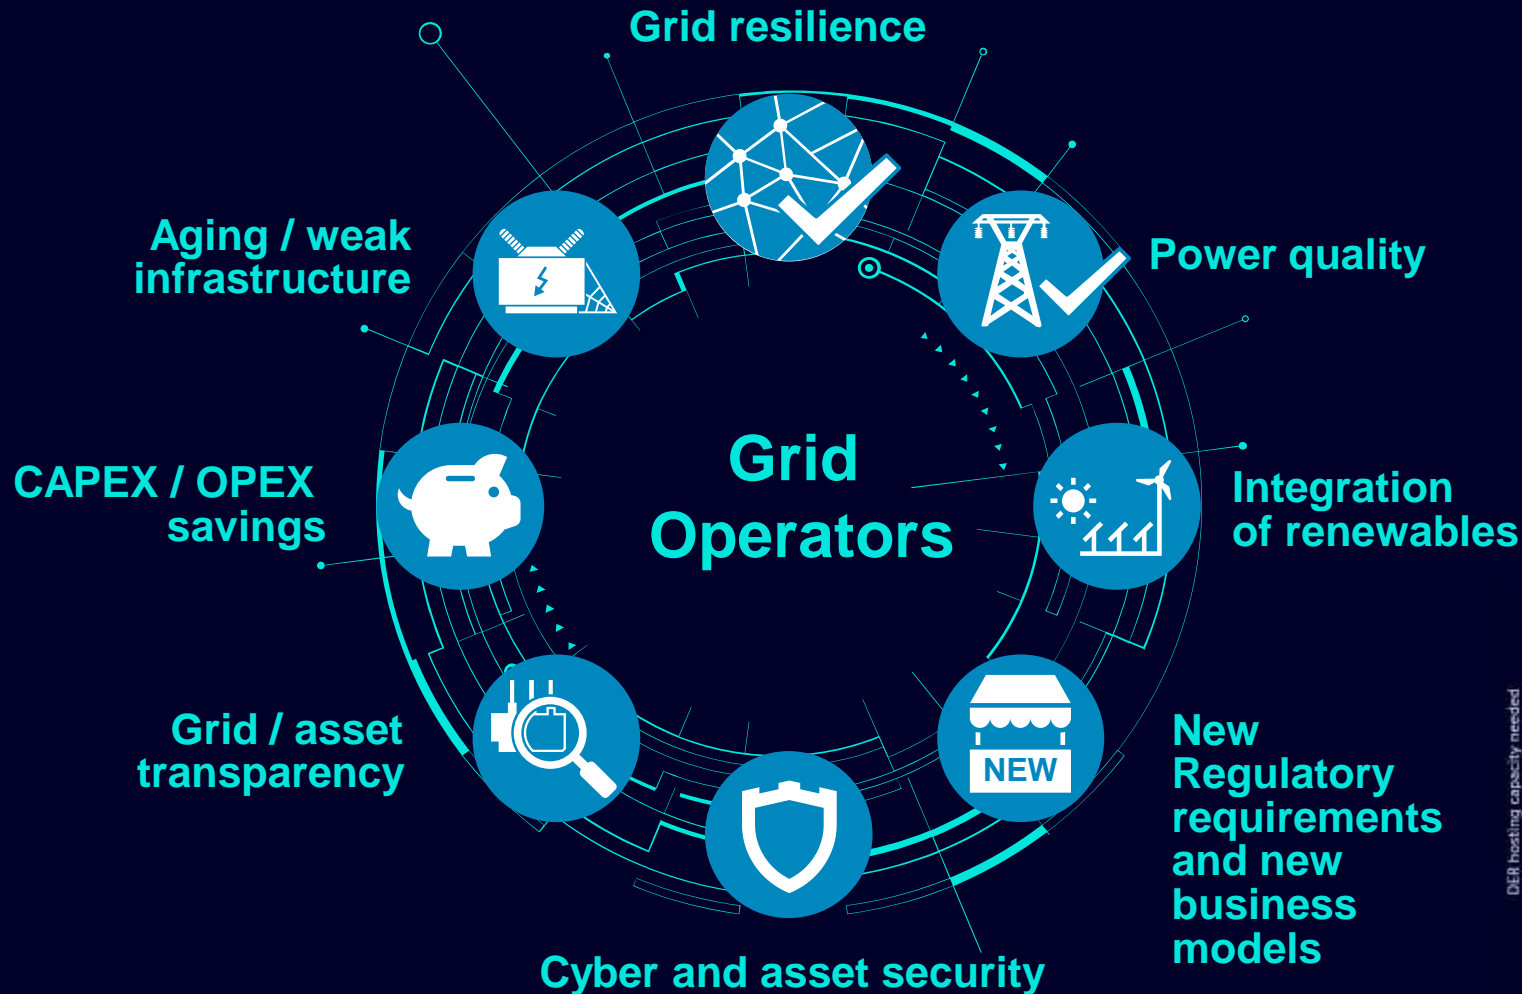 Grid resilience
Aging / weak
infrastructure
Power quality
CAPEX / OPEX
savings
Grid
Operators
Integration
of renewables
Grid / asset
transparency
NEW
New
Regulatory
requirements
and new
business
models
Cyber and asset security
DER hosting capacity needed